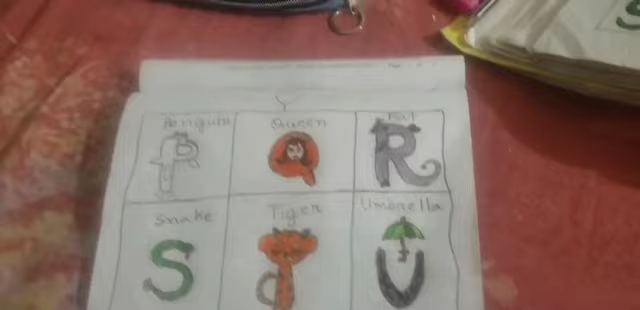 Penguin Queen Rat
P Q R
Snake Tiger Umbrella
S T U